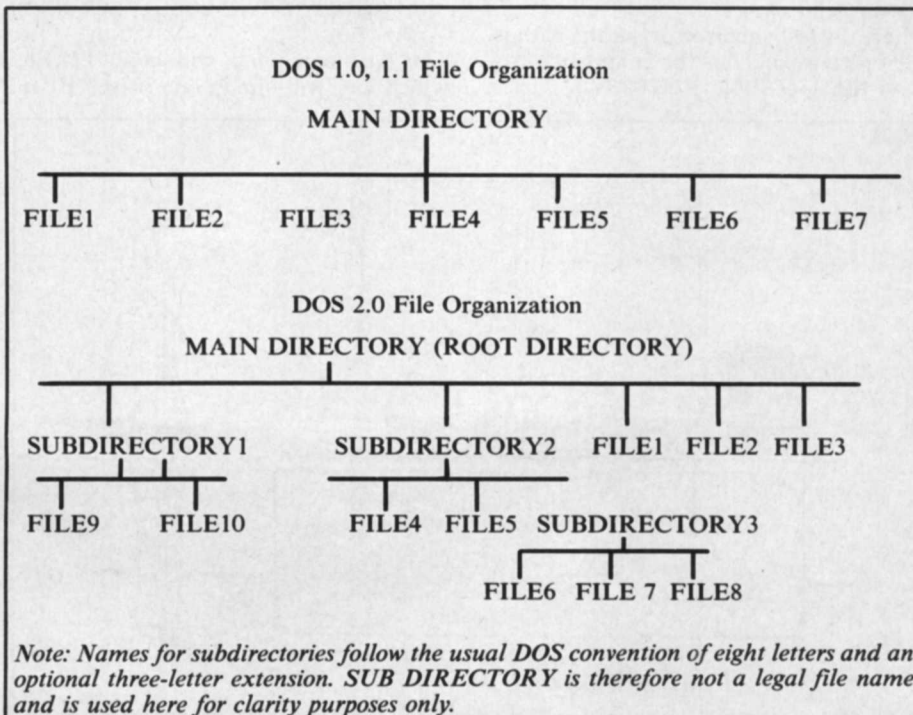 DOS 1.0, 1.1 File Organization
MAIN DIRECTORY
FILE1 FILE2 FILE3 FILE4 FILE5 FILE6 FILE7
DOS 2.0 File Organization
MAIN DIRECTORY (ROOT DIRECTORY)
SUBDIRECTORY1 SUBDIRECTORY2 FILE1 FILE2 FILE3
FILE9 FILE10 FILE4 FILE5 SUBDIRECTORY3
FILE6 FILE 7 FILE8
Note: Names for subdirectories follow the usual DOS convention of eight letters and an
optional three-letter extension. SUB DIRECTORY is therefore not a legal file name
and is used here for clarity purposes only.